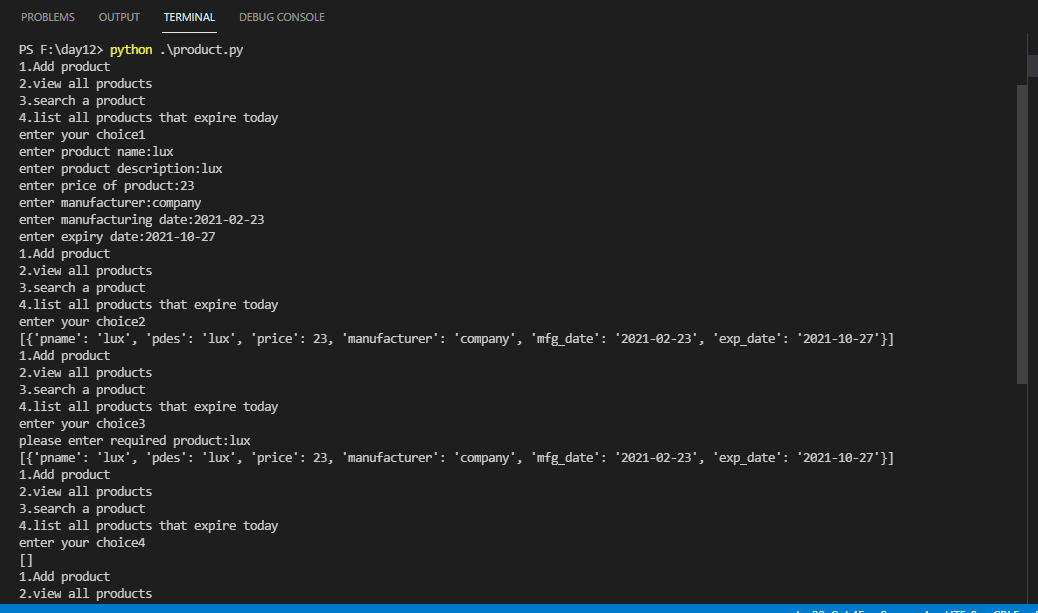 PROBLEMS OUTPUT TERMINAL DEBUG CONSOLE
PS F:\day12> python .\product.py
1.Add product
2.view all products
3.search a product
4.list all products that expire today
enter your choice1
enter product name:lux
enter product description:lux
enter price of product:23
enter manufacturer:company
enter manufacturing date:2021-02-23
enter expiry date:2021-10-27
1.Add product
2.view all products
3.search a product
4.list all products that expire today
enter your choice2
[{'pname': 'lux', 'pdes': 'lux', 'price': 23, 'manufacturer': 'company', 'mfg_date': '2021-02-23', 'exp_date': '2021-10-27'}]
1.Add product
2.view all products
3.search a product
4.list all products that expire today
enter your choice3
please enter required product:lux
[{'pname': 'lux', 'pdes': 'lux', 'price': 23, 'manufacturer': 'company', 'mfg_date': '2021-02-23', 'exp_date': '2021-10-27'}]
1.Add product
2.view all products
3.search a product
4.list all products that expire today
enter your choice4
[]
1.Add product
2.view all products